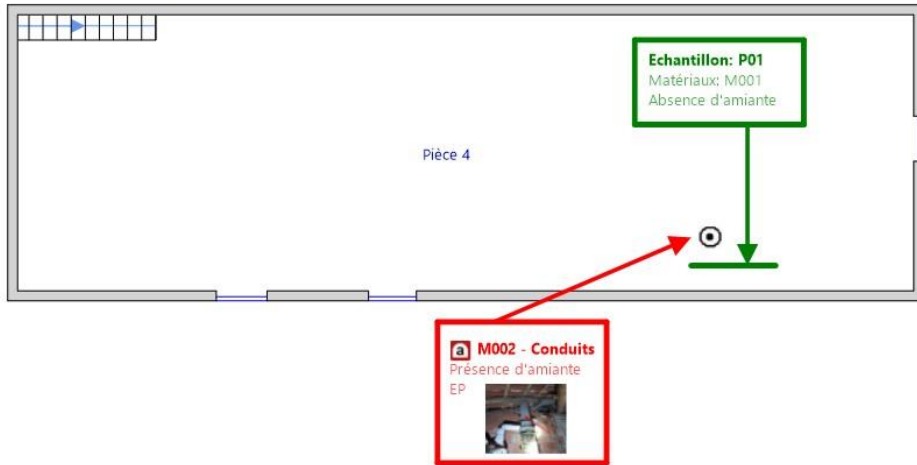 Echantillon: P01
Matériaux: M001
Absence d'amiante
Pièce 4
a M002 - Conduits
Présence d'amiante
EP